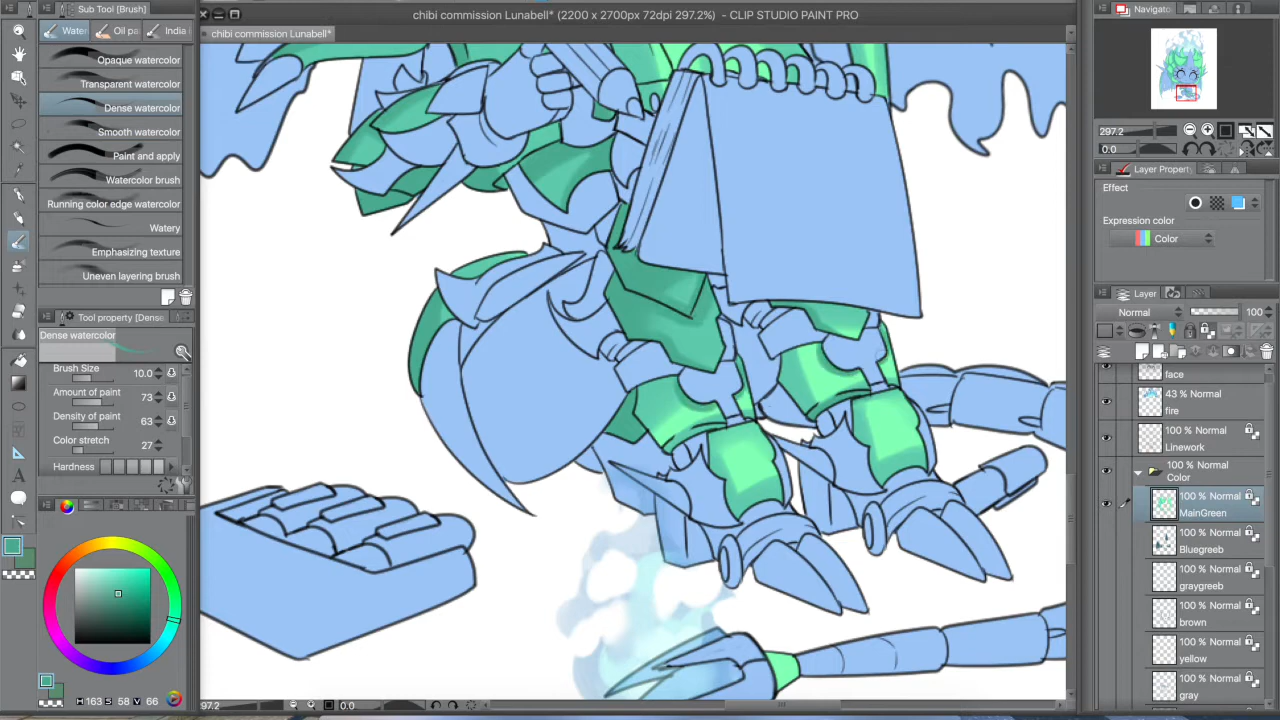 Sub Tool [Brush]
Water
Oil pa
India i
Opaque watercolor
Transparent watercolor
Dense watercolor
Smooth watercolor
Paint and apply
Watercolor brush
Running color edge watercolor
Watery
Emphasizing texture
Uneven layering brush
Tool property [Dense
Dense watercolor
Brush Size 10.0
Amount of paint 73
Density of paint 63
Color stretch 27
Hardness
H 163 S 58 V 66
chibi commission Lunabell* (2200 x 2700px 72dpi 297.2%) - CLIP STUDIO PAINT PRO
chibi commission Lunabell*
297.2 0.0
Navigato
297.2
0.0
Layer Propert
Effect
Expression color
Color
Layer
Normal 100
face
43 % Normal
fire
100 % Normal
Linework
100 % Normal
Color
100 % Normal
MainGreen
100 % Normal
Bluegreeb
100 % Normal
graygreeb
100 % Normal
brown
100 % Normal
yellow
100 % Normal
gray